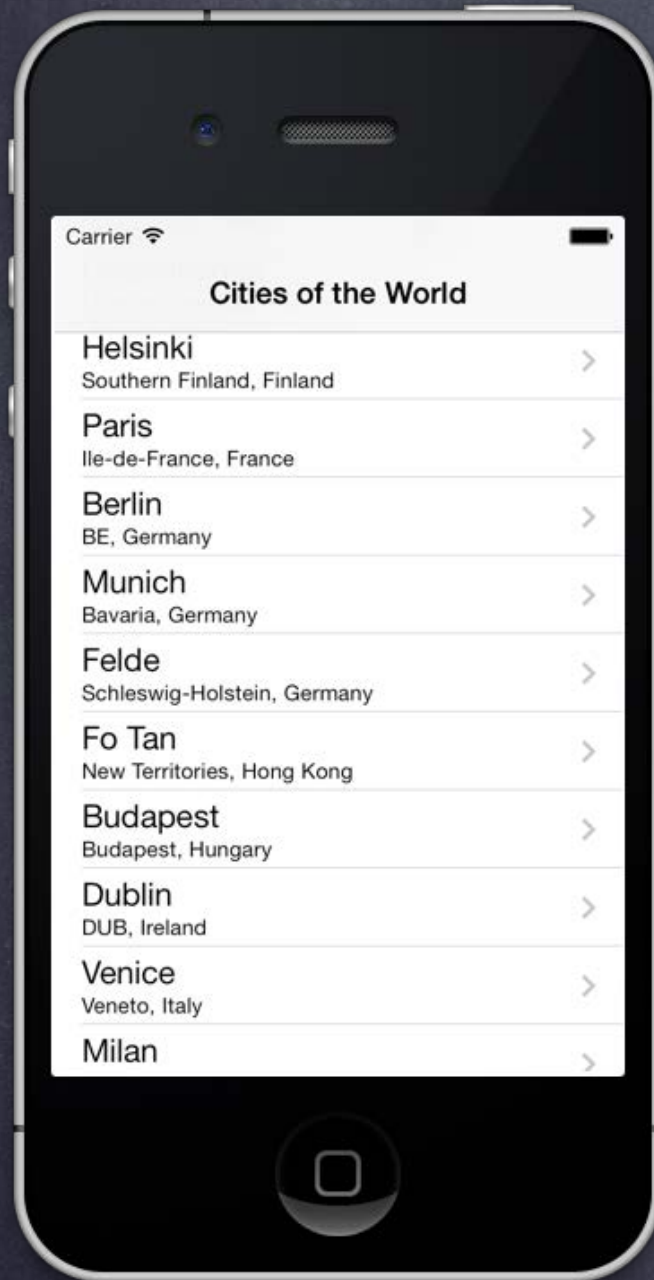 Carrier
Cities of the World
Helsinki
Southern Finland, Finland
Paris
Ile-de-France, France
Berlin
BE, Germany
Munich
Bavaria, Germany
Felde
Schleswig-Holstein, Germany
Fo Tan
New Territories, Hong Kong
Budapest
Budapest, Hungary
Dublin
DUB, Ireland
Venice
Veneto, Italy
Milan